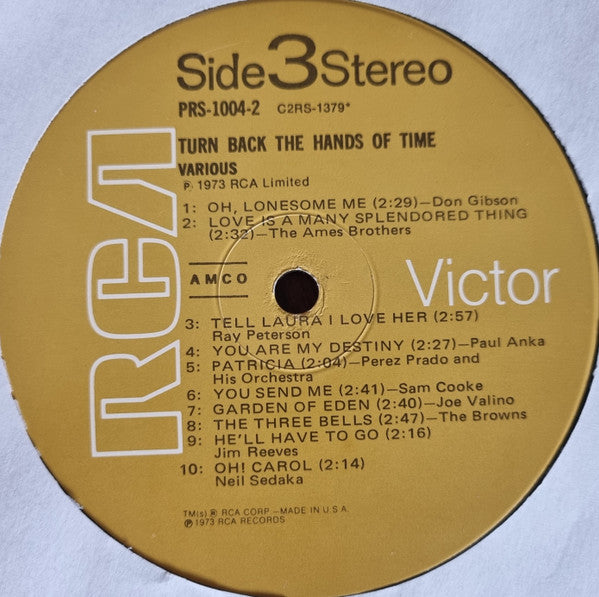 Side 3 Stereo
PRS-1004-2 C2RS-1379*
TURN BACK THE HANDS OF TIME
VARIOUS
℗ 1973 RCA Limited
1: OH, LONESOME ME (2:29)—Don Gibson
2: LOVE IS A MANY SPLENDORED THING
(2:32)—The Ames Brothers
RCA
AMCO
Victor
3: TELL LAURA I LOVE HER (2:57)
Ray Peterson
4: YOU ARE MY DESTINY (2:27)—Paul Anka
5: PATRICIA (2:04)—Perez Prado and
His Orchestra
6: YOU SEND ME (2:41)—Sam Cooke
7: GARDEN OF EDEN (2:40)—Joe Valino
8: THE THREE BELLS (2:47)—The Browns
9: HE'LL HAVE TO GO (2:16)
Jim Reeves
10: OH! CAROL (2:14)
Neil Sedaka
TM(s) ® RCA CORP —MADE IN U.S.A.
℗ 1973 RCA RECORDS